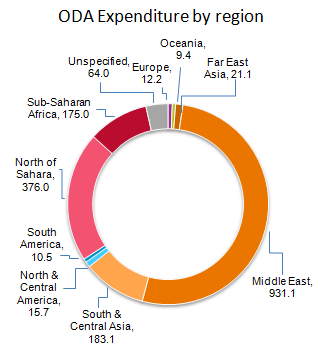 ODA Expenditure by region
Oceania,
9.4
Far East
Asia, 21.1
Middle East,
931.1
South &
Central Asia,
183.1
North &
Central
America,
15.7
South
America,
10.5
North of
Sahara,
376.0
Sub-Saharan
Africa, 175.0
Unspecified,
64.0
Europe,
12.2